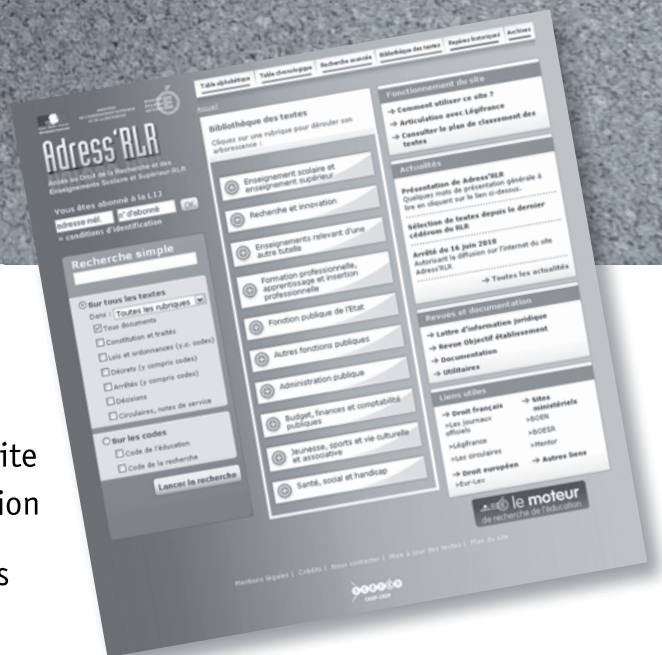 Table alphabétique
Table chronologique
Recherche avancée
Bibliothèque des textes
Repères historiques
Archives
Adress'RLR
Accès au Droit de la Recherche et des
Enseignements Scolaire et Supérieur-RLR
Vous êtes abonné à la LIJ
adresse mél. n° d'abonné OK
» conditions d'identification
Recherche simple
Sur tous les textes
Dans : Toutes les rubriques
Tous documents
Constitution et traités
Lois et ordonnances (y.c. codes)
Décrets (y compris codes)
Arrêtés (y compris codes)
Décisions
Circulaires, notes de service
Sur les codes
Code de l'éducation
Code de la recherche
Lancer la recherche
Accueil
Bibliothèque des textes
Cliquez sur une rubrique pour dérouler son
arborescence :
Enseignement scolaire et
enseignement supérieur
Recherche et innovation
Enseignements relevant d'une
autre tutelle
Formation professionnelle,
apprentissage et insertion
professionnelle
Fonction publique de l'Etat
Autres fonctions publiques
Administration publique
Budget, finances et comptabilité
publiques
Jeunesse, sports et vie culturelle
et associative
Santé, social et handicap
Fonctionnement du site
→ Comment utiliser ce site ?
→ Articulation avec Légifrance
→ Consulter le plan de classement des
textes
Actualités
Présentation de Adress'RLR
Quelques mots de présentation générale à
lire en cliquant sur le lien ci-dessus.
Sélection de textes depuis le dernier
cédérom du RLR
Arrêté du 16 juin 2010
Autorisant la diffusion sur l'internet du site
Adress'RLR
→ Toutes les actualités
Revues et documentation
→ Lettre d'information juridique
→ Revue Objectif établissement
→ Documentation
→ Utilitaires
Liens utiles
→ Droit français
>Les journaux
officiels
>Légifrance
>Les circulaires
→ Droit européen
>Eur-Lex
→ Sites
ministériels
>BOEN
>BOESR
>Mentor
→ Autres liens
le moteur
de recherche de l'éducation
Mentions légales | Crédits | Nous contacter | Mise à jour des textes | Plan du site
CNDP-CRDP
ite
ion
s